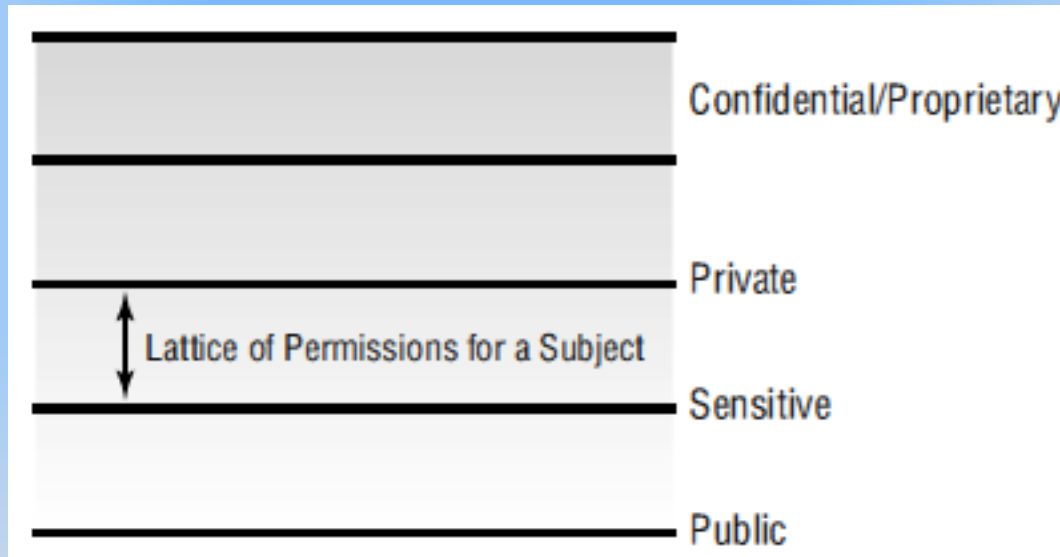 Confidential/Proprietary
Private
Lattice of Permissions for a Subject
Sensitive
Public